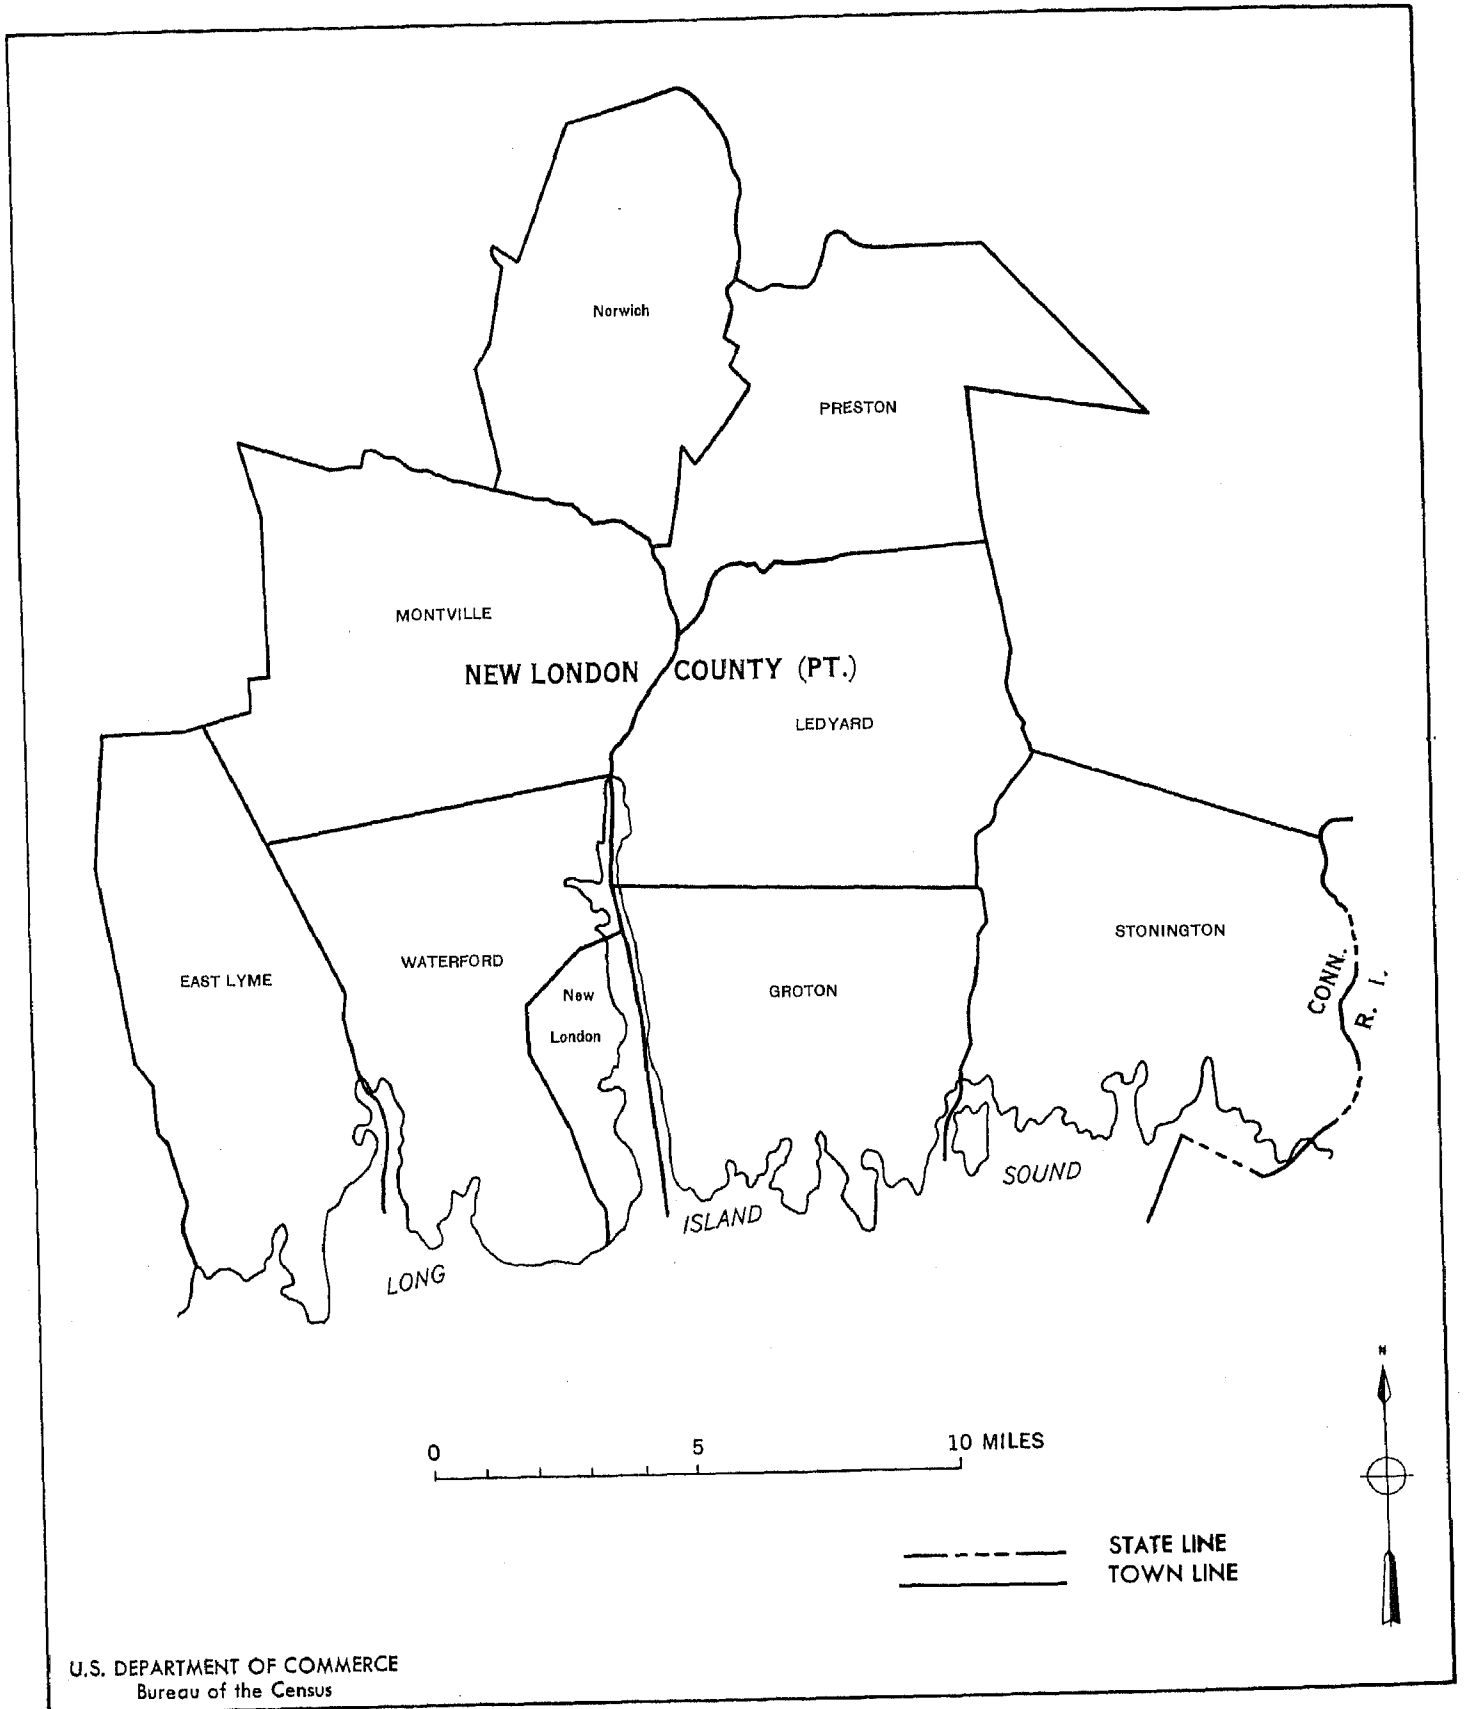 Norwich
PRESTON
MONTVILLE
NEW LONDON COUNTY (PT.)
LEDYARD
STONINGTON
WATERFORD
EAST LYME
GROTON
New
London
CONN.
R. I.
SOUND
ISLAND
LONG
N
0 5 10 MILES
STATE LINE
TOWN LINE
U.S. DEPARTMENT OF COMMERCE
Bureau of the Census